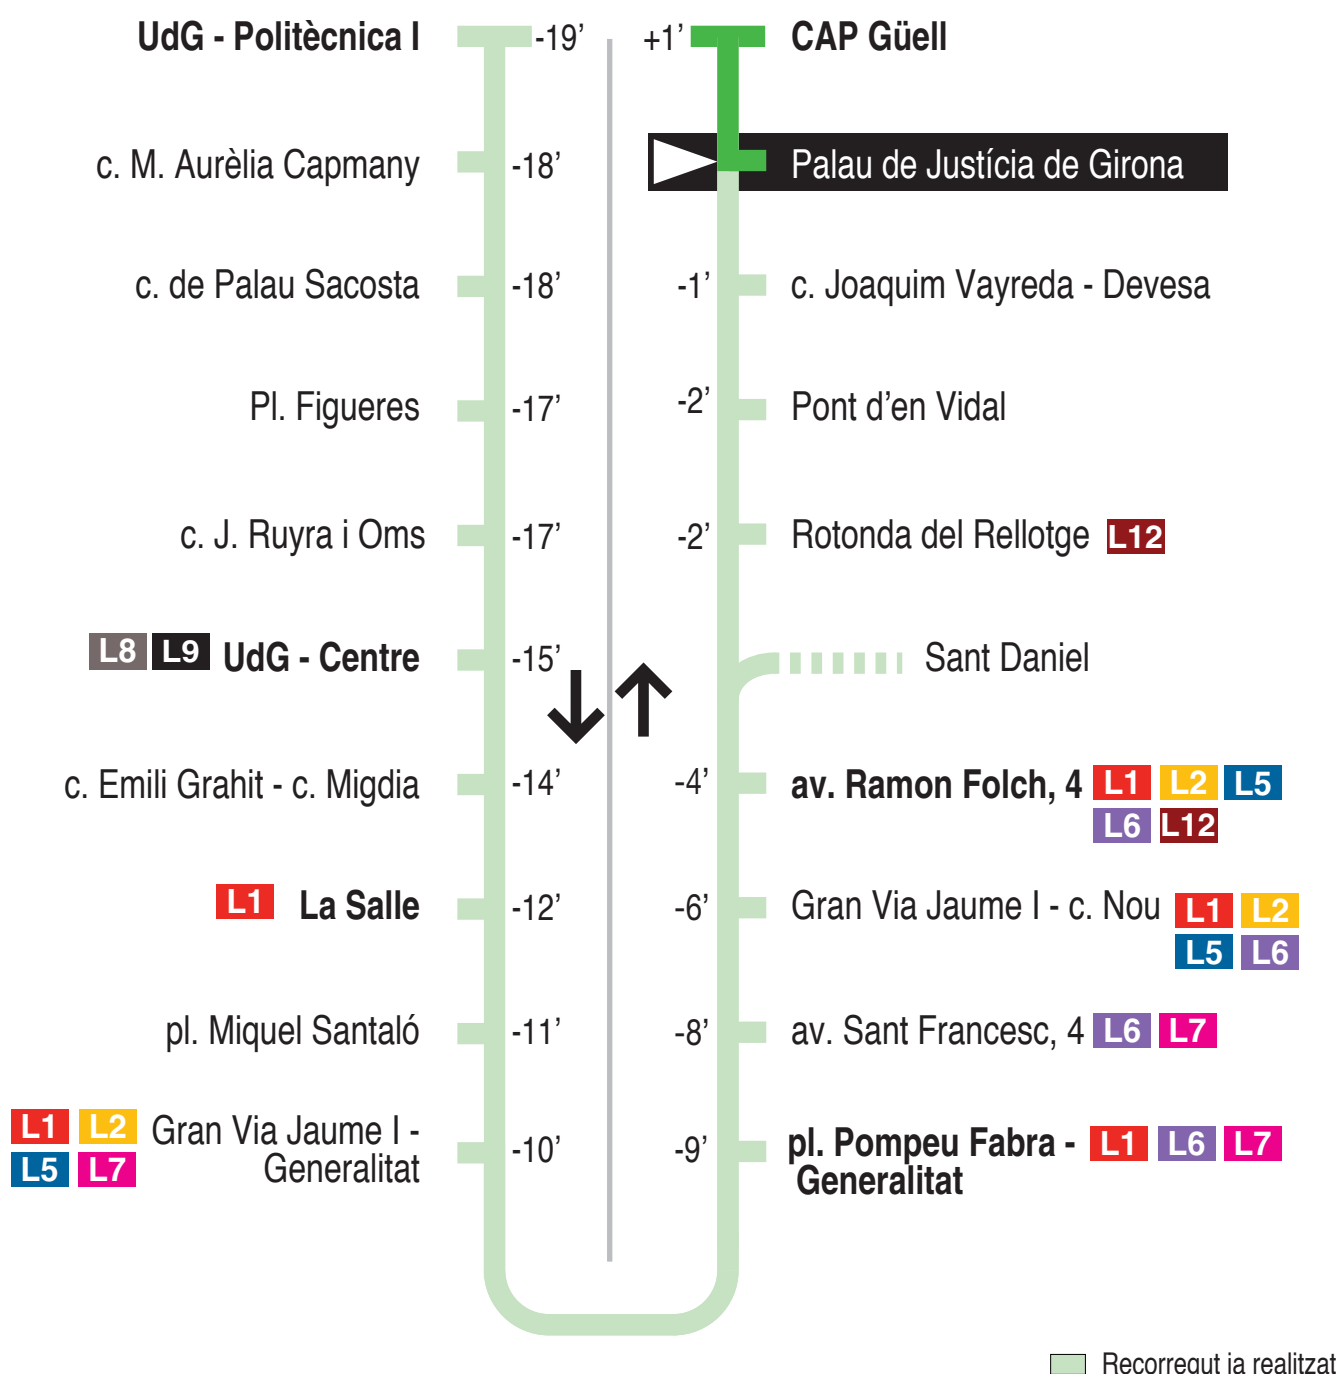 UdG - Politècnica I -19’
c. M. Aurèlia Capmany -18’
c. de Palau Sacosta -18’
Pl. Figueres -17’
c. J. Ruyra i Oms -17’
L8 L9 UdG - Centre -15’
c. Emili Grahit - c. Migdia -14’
L1 La Salle -12’
pl. Miquel Santaló -11’
L1 L2 Gran Via Jaume I -
L5 L7 Generalitat -10’
+1’ CAP Güell
Palau de Justícia de Girona
-1’ c. Joaquim Vayreda - Devesa
-2’ Pont d’en Vidal
-2’ Rotonda del Rellotge L12
Sant Daniel
-4’ av. Ramon Folch, 4 L1 L2 L5
L6 L12
-6’ Gran Via Jaume I - c. Nou L1 L2
L5 L6
-8’ av. Sant Francesc, 4 L6 L7
-9’ pl. Pompeu Fabra - L1 L6 L7
Generalitat
Recorregut ja realitzat